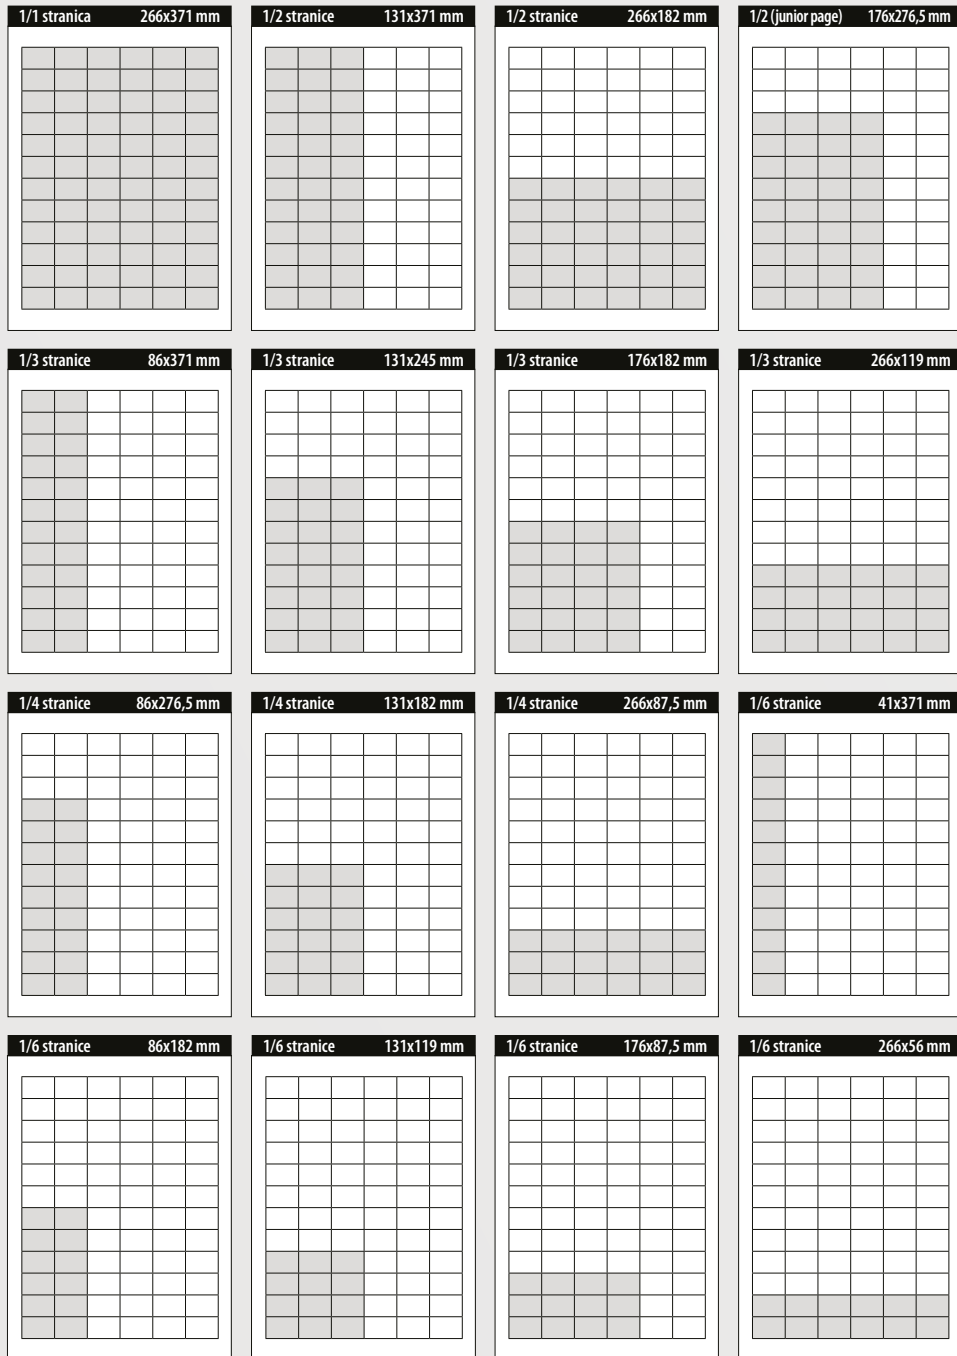 1/1 stranica 266x371 mm
1/2 stranice 131x371 mm
1/2 stranice 266x182 mm
1/2 (junior page) 176x276,5 mm
1/3 stranice 86x371 mm
1/3 stranice 131x245 mm
1/3 stranice 176x182 mm
1/3 stranice 266x119 mm
1/4 stranice 86x276,5 mm
1/4 stranice 131x182 mm
1/4 stranice 266x87,5 mm
1/6 stranice 41x371 mm
1/6 stranice 86x182 mm
1/6 stranice 131x119 mm
1/6 stranice 176x87,5 mm
1/6 stranice 266x56 mm